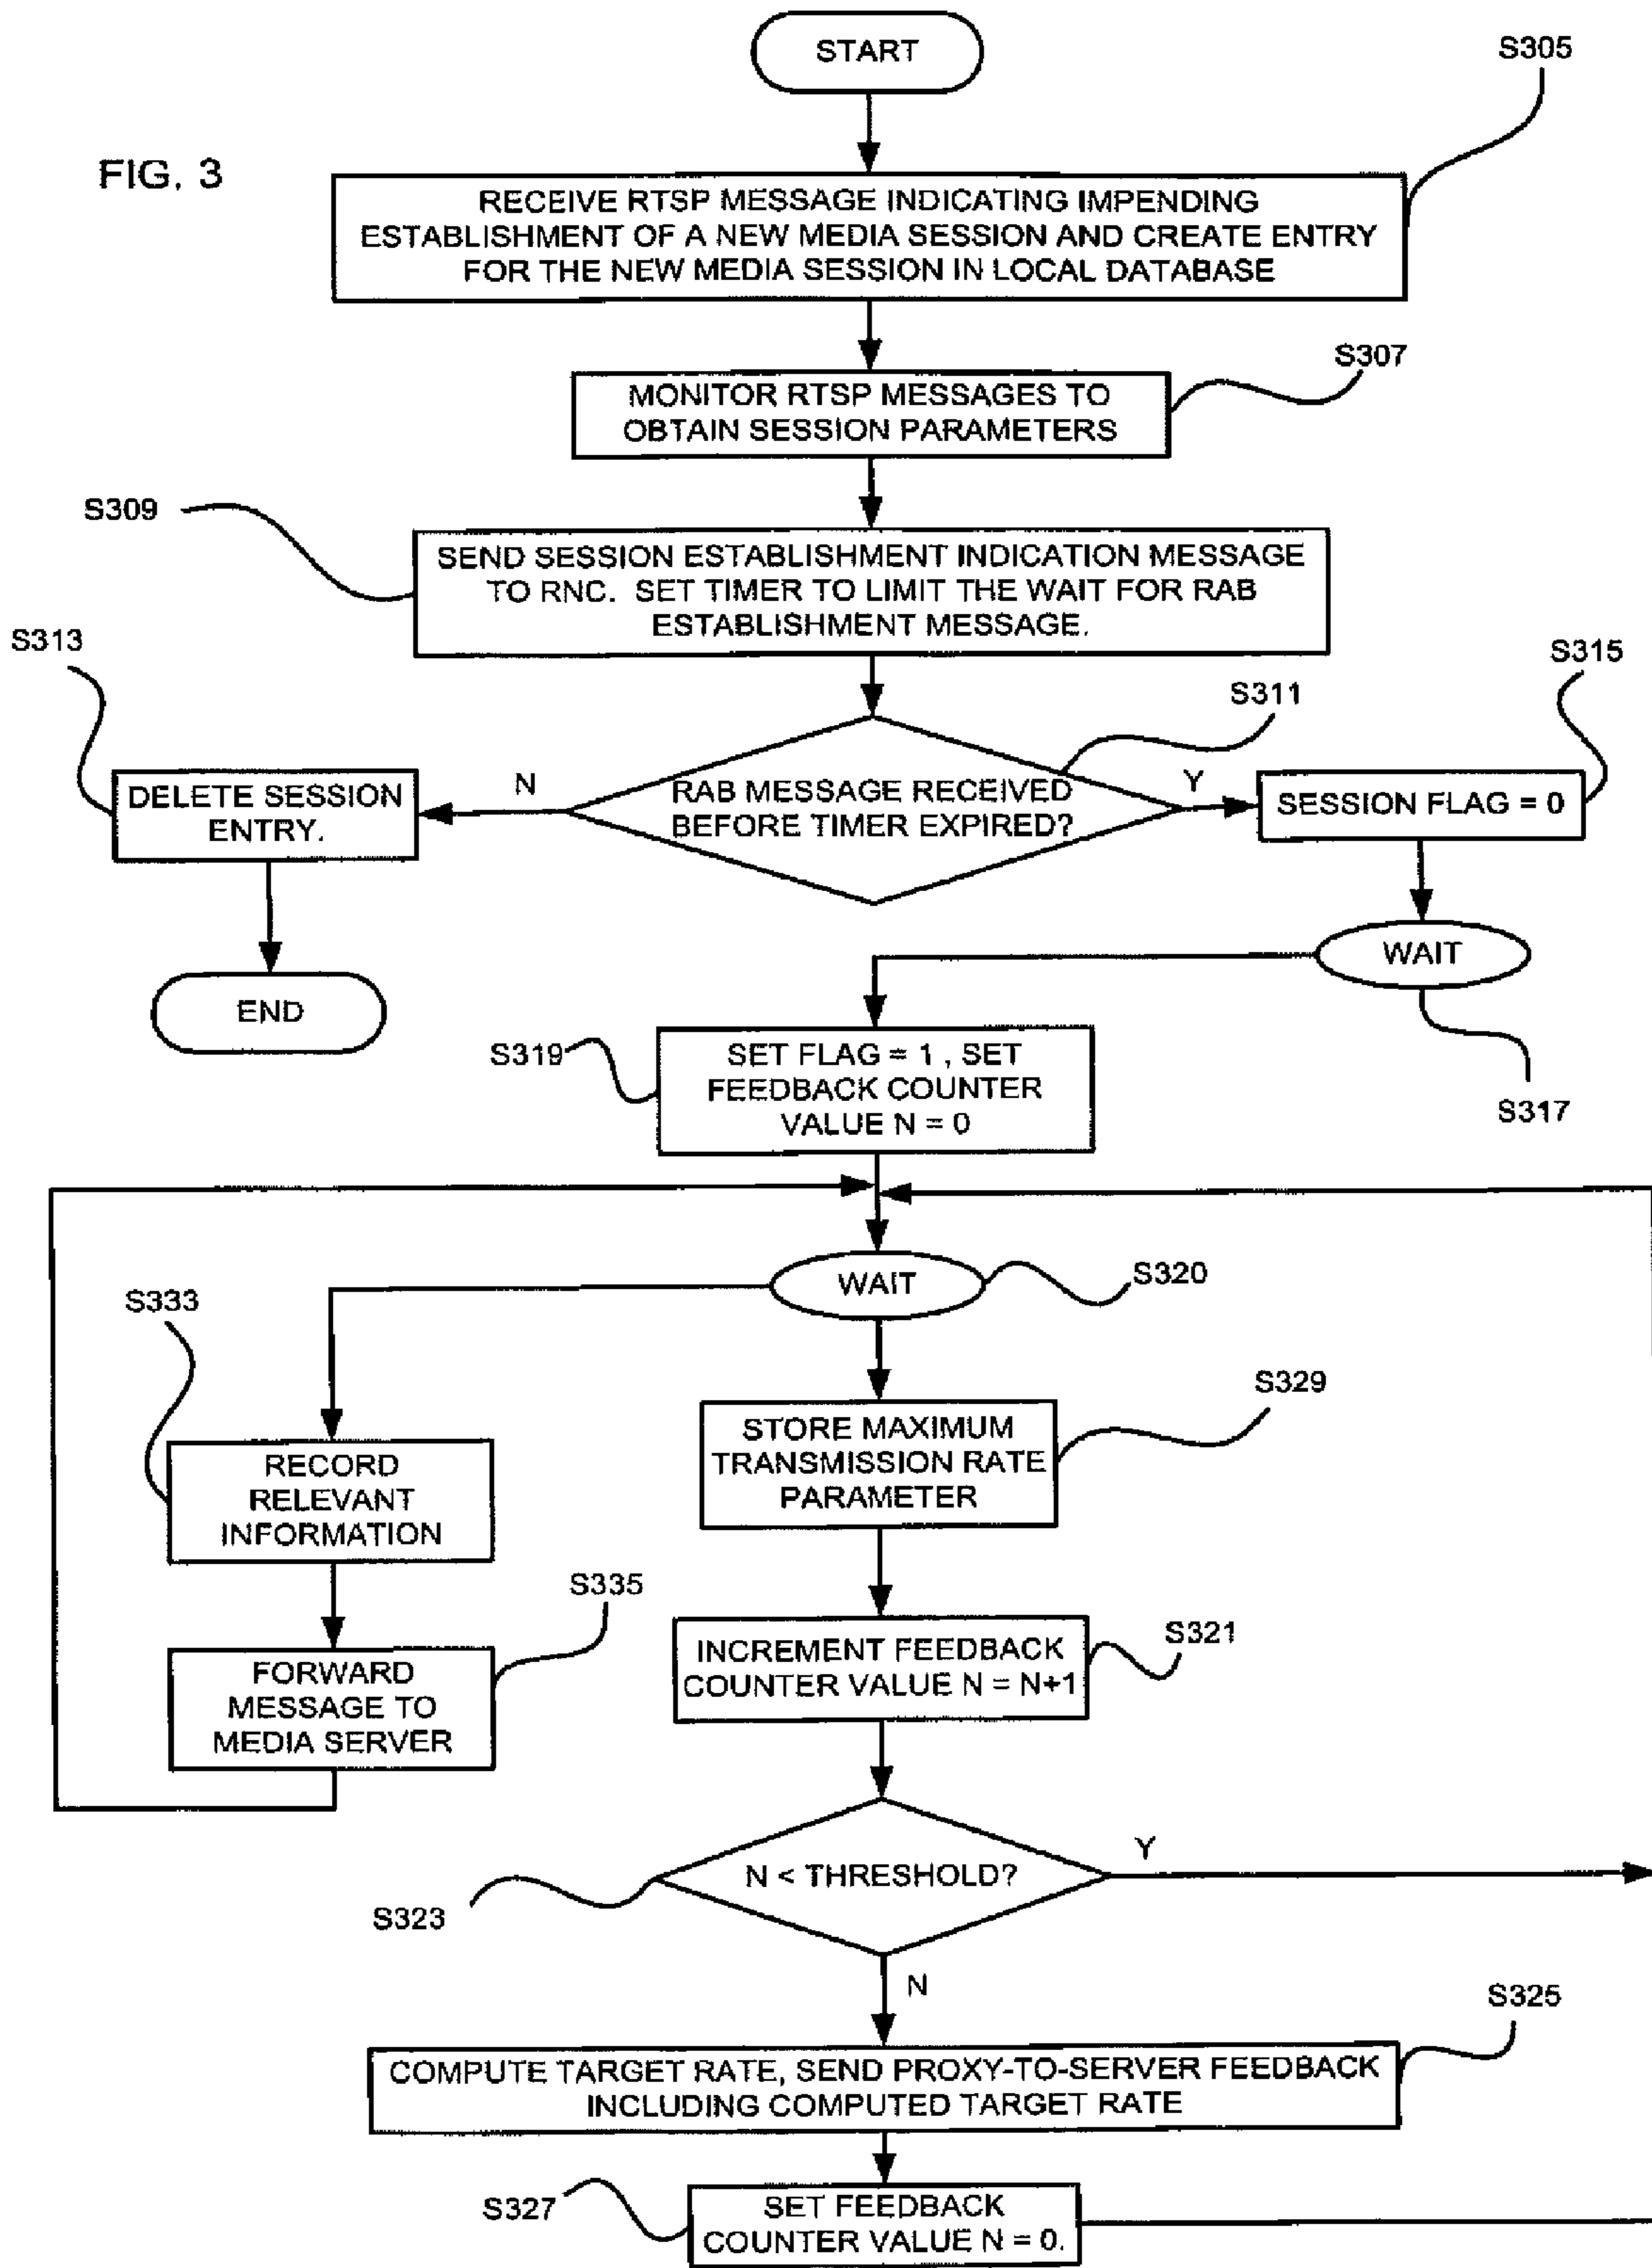 START
S305
FIG. 3
RECEIVE RTSP MESSAGE INDICATING IMPENDING
ESTABLISHMENT OF A NEW MEDIA SESSION AND CREATE ENTRY
FOR THE NEW MEDIA SESSION IN LOCAL DATABASE
S307
MONITOR RTSP MESSAGES TO
OBTAIN SESSION PARAMETERS
S309
SEND SESSION ESTABLISHMENT INDICATION MESSAGE
TO RNC. SET TIMER TO LIMIT THE WAIT FOR RAB
ESTABLISHMENT MESSAGE.
S313
S315
S311
N
RAB MESSAGE RECEIVED
BEFORE TIMER EXPIRED?
Y
DELETE SESSION
ENTRY.
SESSION FLAG = 0
WAIT
END
S319
SET FLAG = 1 , SET
FEEDBACK COUNTER
VALUE N = 0
S317
WAIT
S320
S333
S329
STORE MAXIMUM
TRANSMISSION RATE
PARAMETER
RECORD
RELEVANT
INFORMATION
S335
S321
INCREMENT FEEDBACK
COUNTER VALUE N = N+1
FORWARD
MESSAGE TO
MEDIA SERVER
Y
N < THRESHOLD?
S323
N
S325
COMPUTE TARGET RATE, SEND PROXY-TO-SERVER FEEDBACK
INCLUDING COMPUTED TARGET RATE
S327
SET FEEDBACK
COUNTER VALUE N = 0.